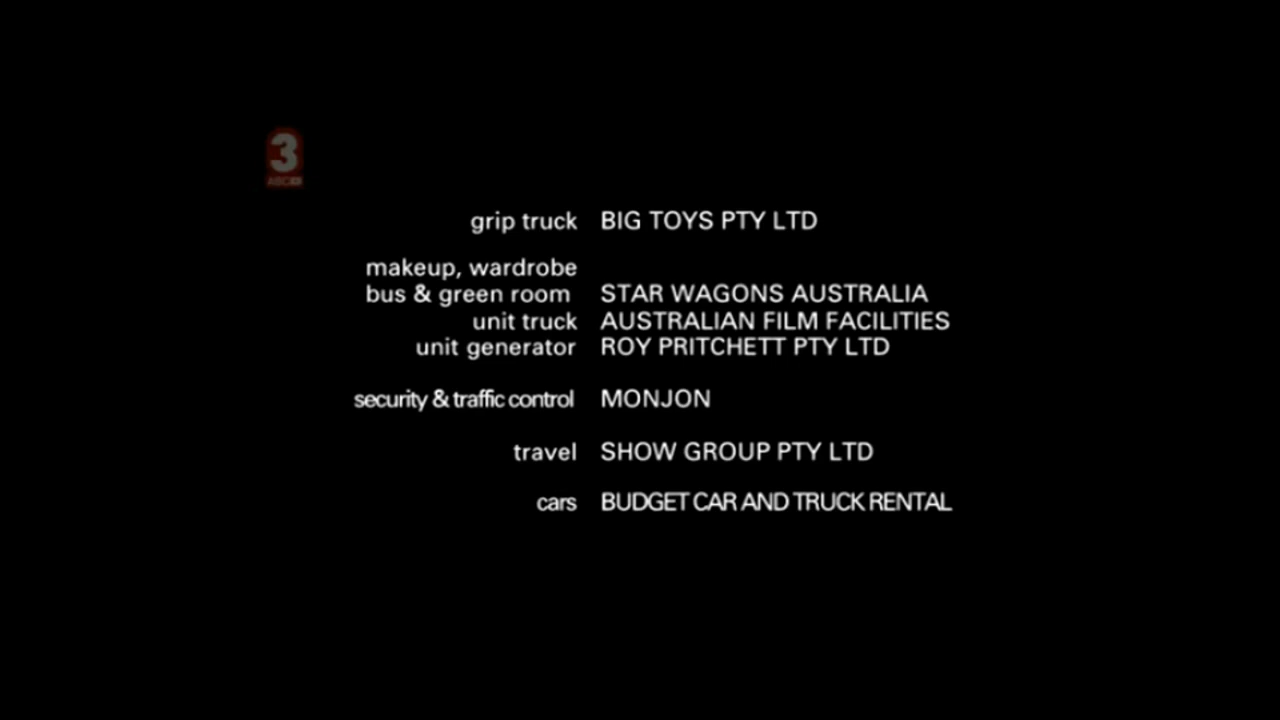 3
grip truck BIG TOYS PTY LTD
makeup, wardrobe
bus & green room STAR WAGONS AUSTRALIA
unit truck AUSTRALIAN FILM FACILITIES
unit generator ROY PRITCHETT PTY LTD
security & traffic control MONJON
travel SHOW GROUP PTY LTD
cars BUDGET CAR AND TRUCK RENTAL